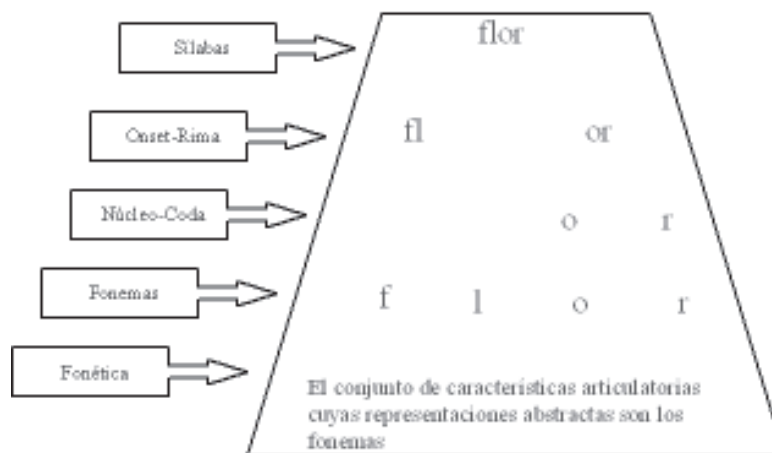 Sílabas
flor
Onset-Rima
fl or
Núcleo-Coda
o r
Fonemas
f l o r
Fonética
El conjunto de características articulatorias
cuyas representaciones abstractas son los
fonemas